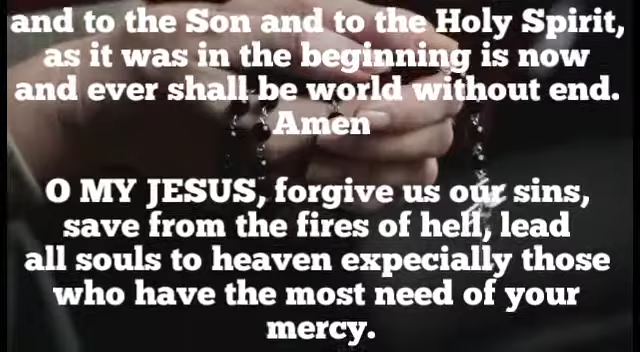 and to the Son and to the Holy Spirit,
as it was in the beginning is now
and ever shall be world without end.
Amen
O MY JESUS, forgive us our sins,
save from the fires of hell, lead
all souls to heaven expecially those
who have the most need of your
mercy.